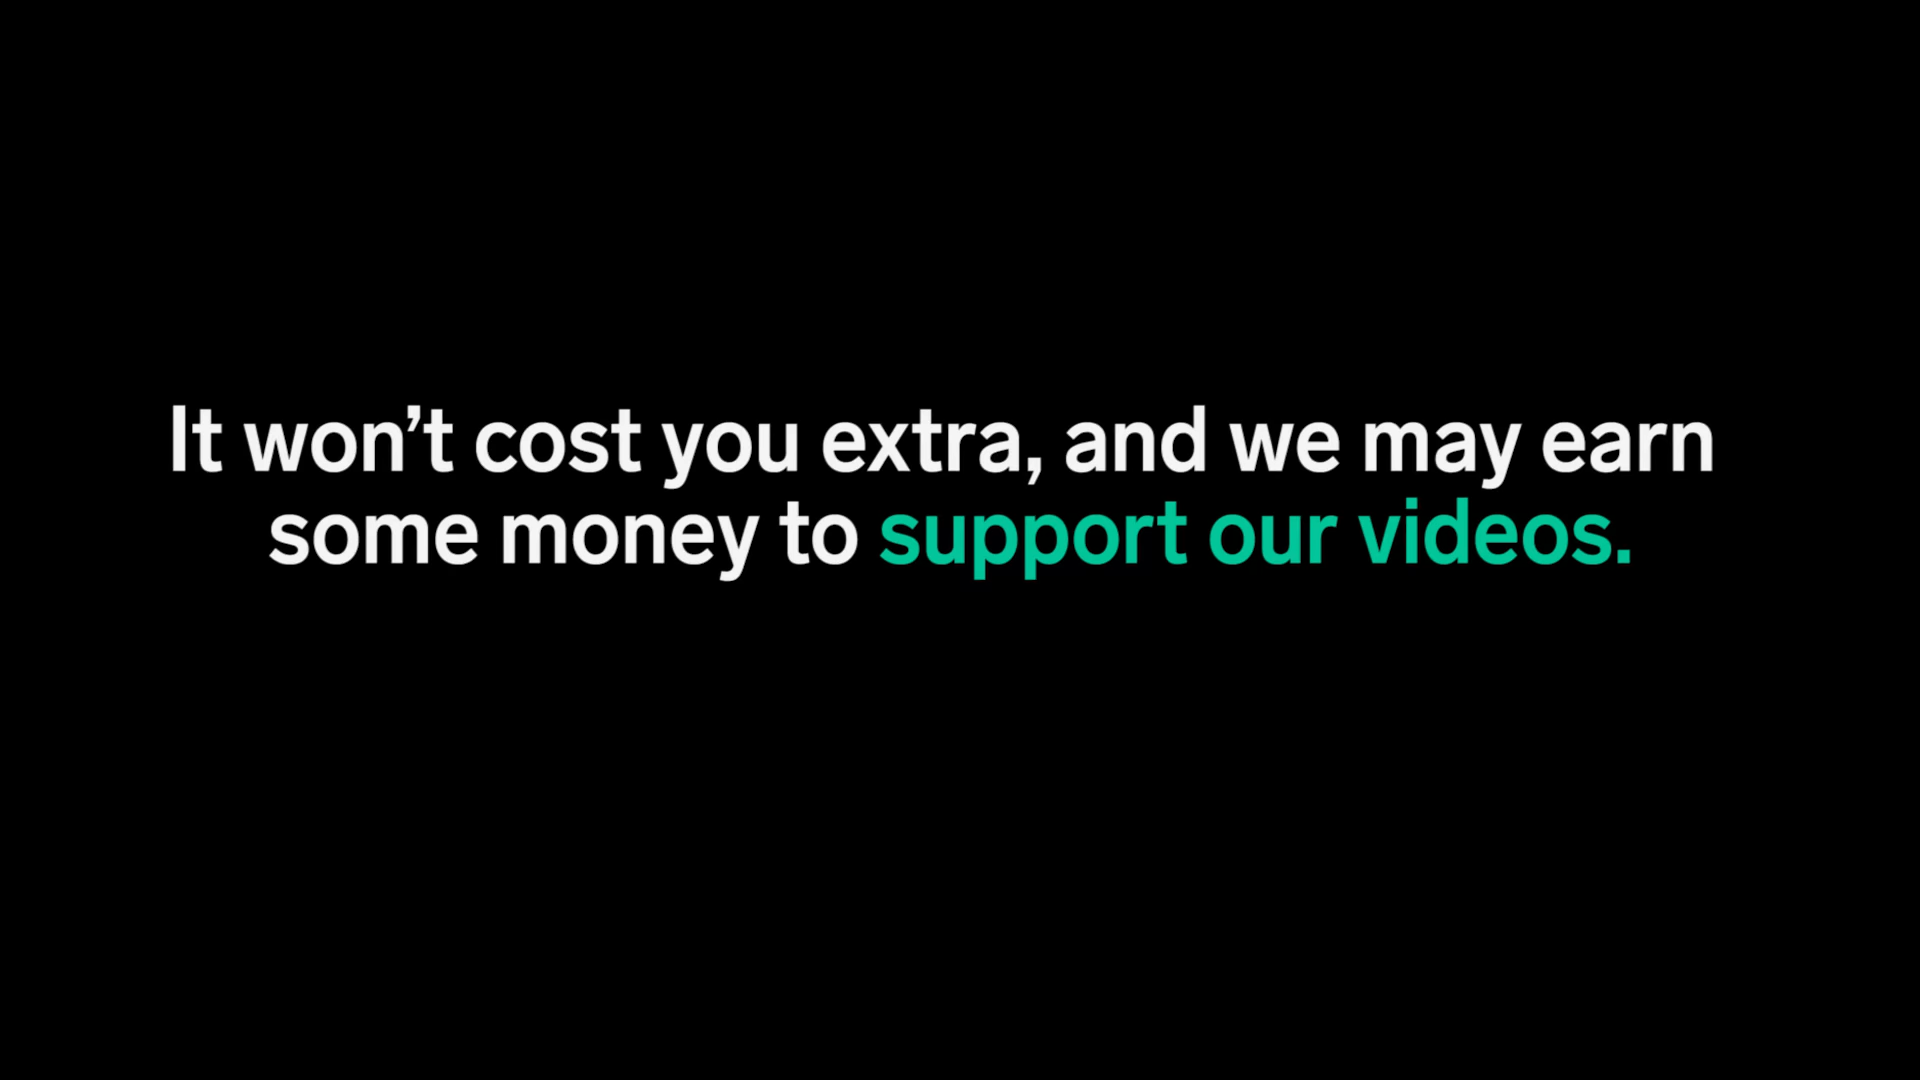 It won’t cost you extra, and we may earn
some money to support our videos.